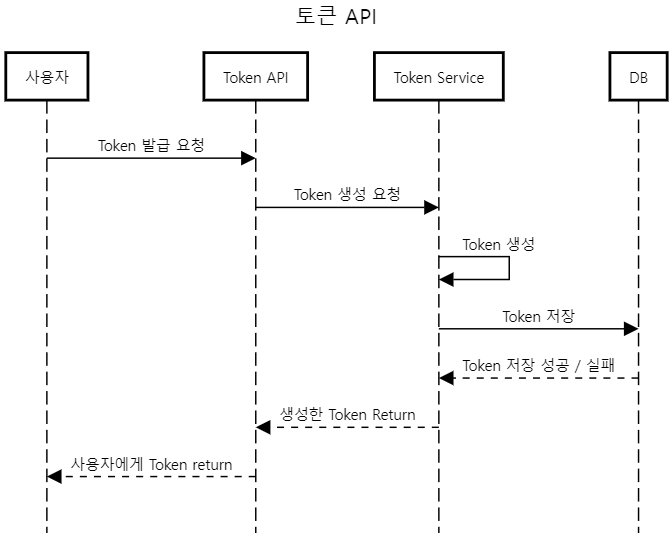 토큰 API
사용자
Token API
Token Service
DB
Token 발급 요청
Token 생성 요청
Token 생성
Token 저장
Token 저장 성공 / 실패
생성한 Token Return
사용자에게 Token return